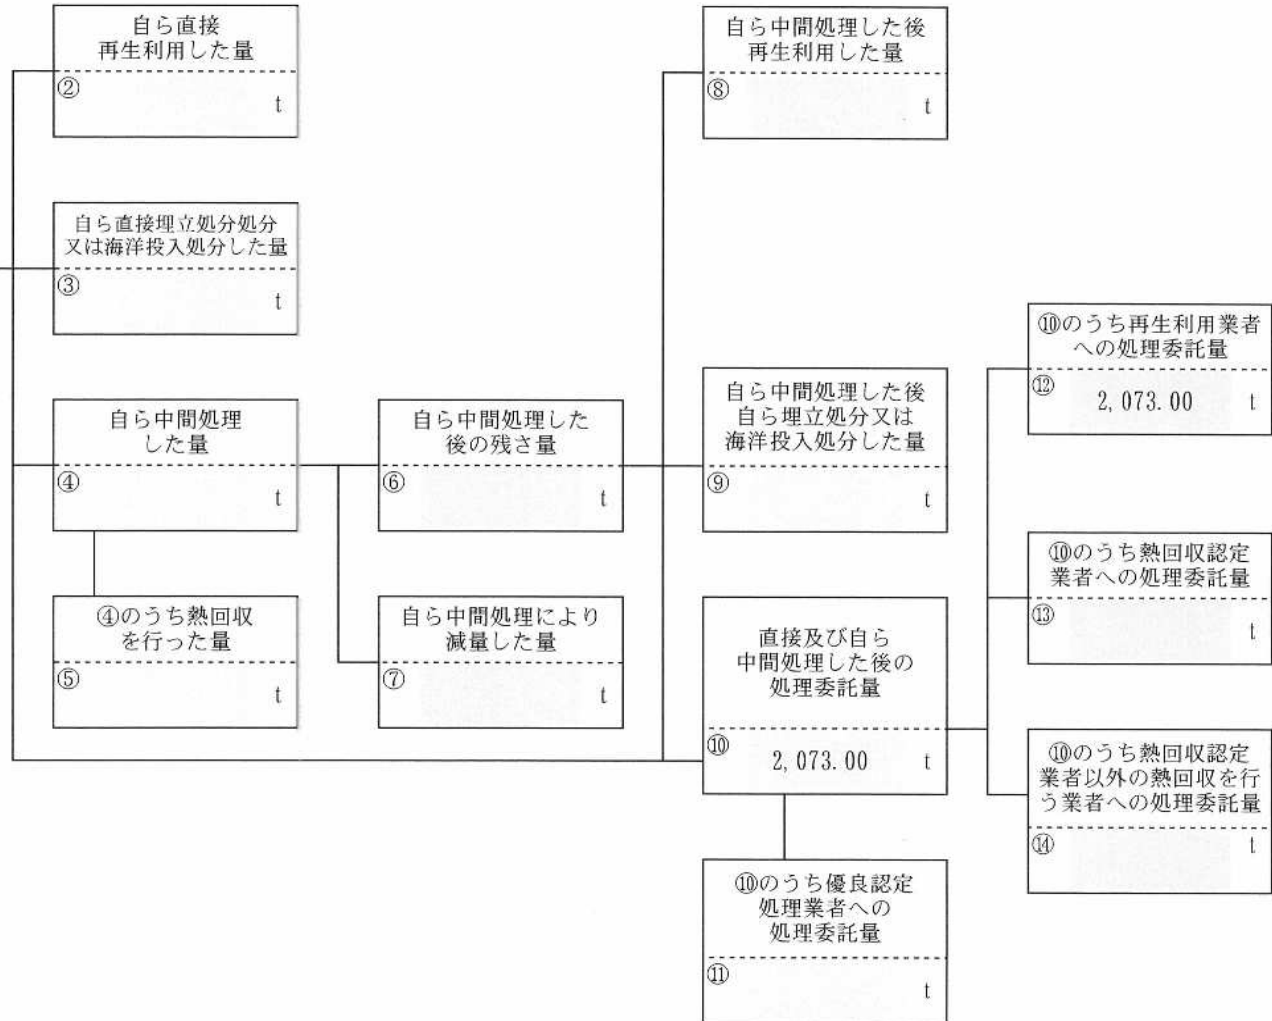 自ら直接
再生利用した量
②
t
自ら直接埋立処分処分
又は海洋投入処分した量
③
t
自ら中間処理
した量
④
t
④のうち熱回収
を行った量
⑤
t
自ら中間処理した
後の残さ量
⑥
t
自ら中間処理により
減量した量
⑦
t
自ら中間処理した後
再生利用した量
⑧
t
自ら中間処理した後
自ら埋立処分又は
海洋投入処分した量
⑨
t
直接及び自ら
中間処理した後の
処理委託量
⑩
2,073.00 t
⑩のうち優良認定
処理業者への
処理委託量
⑪
t
⑩のうち再生利用業者
への処理委託量
⑫
2,073.00 t
⑩のうち熱回収認定
業者への処理委託量
⑬
t
⑩のうち熱回収認定
業者以外の熱回収を行
う業者への処理委託量
⑭
t